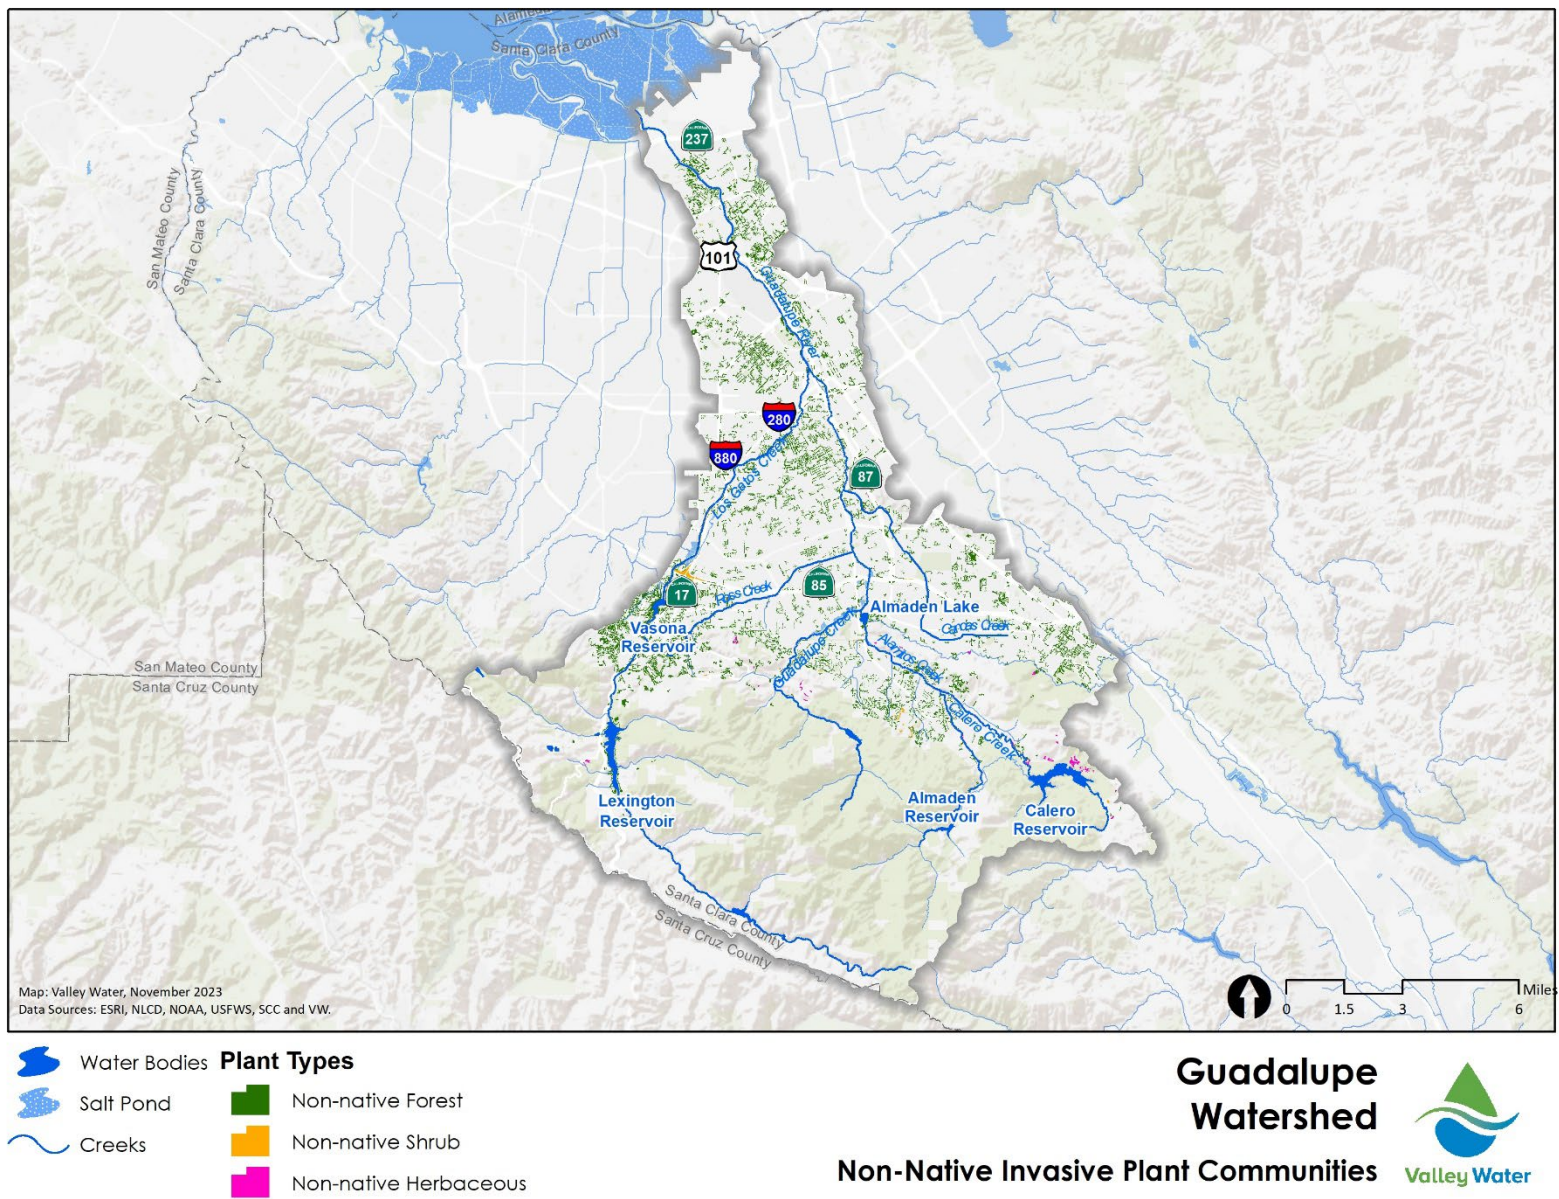 Alameda
Santa Clara County
CALIFORNIA
237
San Mateo County
Santa Clara County
101
Guadalupe River
280
880
Los Gatos Creek
CALIFORNIA
87
CALIFORNIA
17
Ross Creek
CALIFORNIA
85
Almaden Lake
Vasona
Reservoir
Canoas Creek
Guadalupe Creek
Alamitos Creek
San Mateo County
Santa Cruz County
Calero Creek
Lexington
Reservoir
Almaden
Reservoir
Calero
Reservoir
Santa Clara County
Santa Cruz County
Map: Valley Water, November 2023
Data Sources: ESRI, NLCD, NOAA, USFWS, SCC and VW.
0 1.5 3 6 Miles
Water Bodies
Salt Pond
Creeks
Plant Types
Non-native Forest
Non-native Shrub
Non-native Herbaceous
Guadalupe
Watershed
Non-Native Invasive Plant Communities
Valley Water